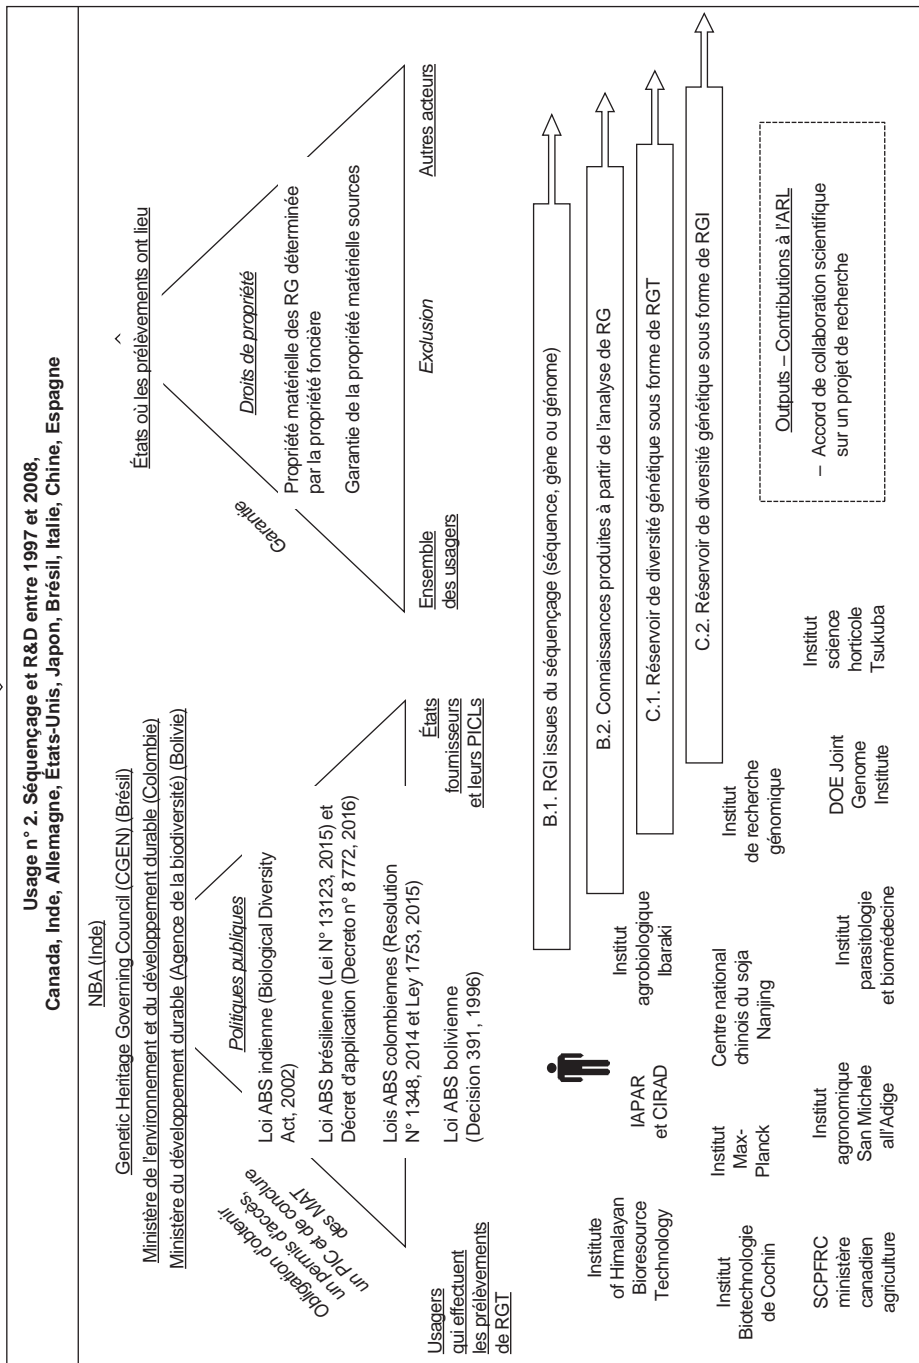 Usage n° 2. Séquençage et R&D entre 1997 et 2008,
Canada, Inde, Allemagne, États-Unis, Japon, Brésil, Italie, Chine, Espagne
NBA (Inde)
Genetic Heritage Governing Council (CGEN) (Brésil)
Ministère de l'environnement et du développement durable (Colombie)
Ministère du développement durable (Agence de la biodiversité) (Bolivie)
Politiques publiques
Obligation d'obtenir
un permis d'accès,
un PIC et de conclure
des MAT
Loi ABS indienne (Biological Diversity
Act, 2002)
Loi ABS brésilienne (Lei N° 13123, 2015) et
Décret d'application (Decreto n° 8 772, 2016)
Lois ABS colombiennes (Resolution
N° 1348, 2014 et Ley 1753, 2015)
Loi ABS bolivienne
(Decision 391, 1996)
Usagers
qui effectuent
les prélèvements
de RGT
États
fournisseurs
et leurs PICLs
États où les prélèvements ont lieu
Garantie
Droits de propriété
Propriété matérielle des RG déterminée
par la propriété foncière
Garantie de la propriété matérielle sources
Ensemble
des usagers
Exclusion
Autres acteurs
B.1. RGI issues du séquençage (séquence, gène ou génome)
B.2. Connaissances produites à partir de l'analyse de RG
C.1. Réservoir de diversité génétique sous forme de RGT
C.2. Réservoir de diversité génétique sous forme de RGI
Institute
of Himalayan
Bioresource
Technology
IAPAR
et CIRAD
Institut
agrobiologique
Ibaraki
Institut
Biotechnologie
de Cochin
Institut
Max-
Planck
Centre national
chinois du soja
Nanjing
Institut
de recherche
génomique
SCPFRC
ministère
canadien
agriculture
Institut
agronomique
San Michele
all'Adige
Institut
parasitologie
et biomédecine
DOE Joint
Genome
Institute
Institut
science
horticole
Tsukuba
Outputs – Contributions à l'ARL
– Accord de collaboration scientifique
sur un projet de recherche